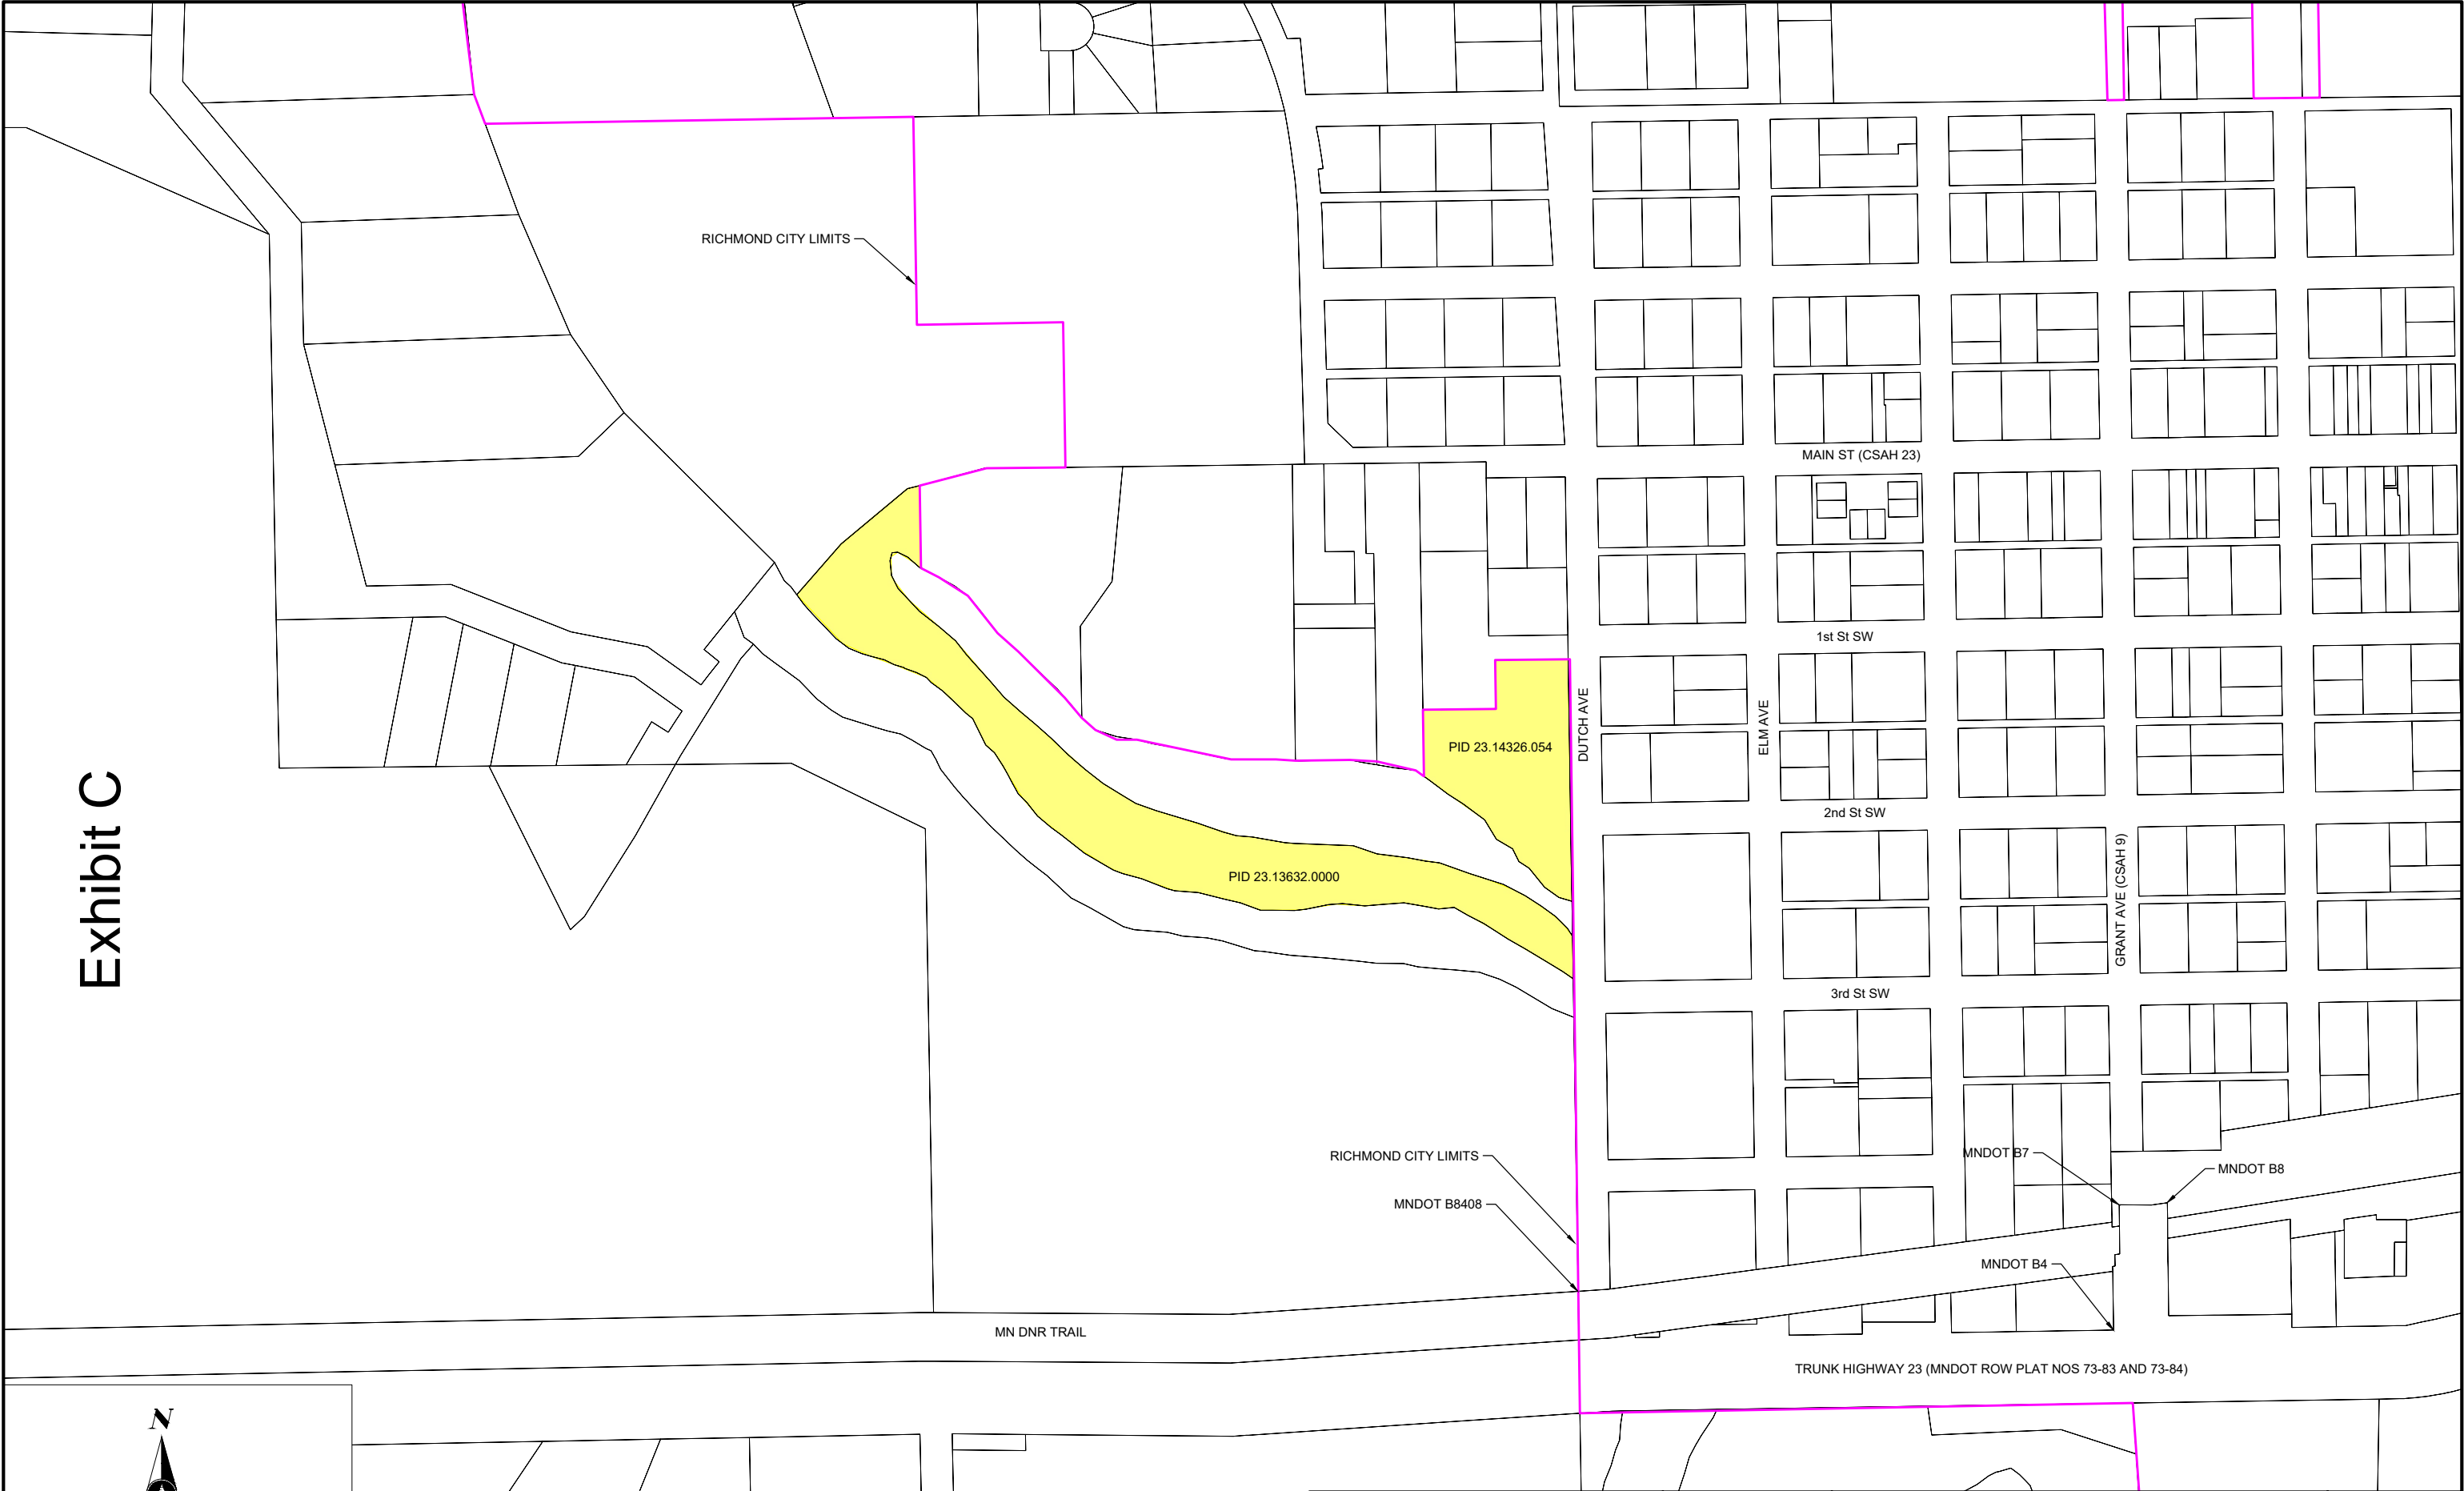 RICHMOND CITY LIMITS
MAIN ST (CSAH 23)
1st St SW
DUTCH AVE
ELM AVE
PID 23.14326.054
2nd St SW
Exhibit C
PID 23.13632.0000
GRANT AVE (CSAH 9)
3rd St SW
RICHMOND CITY LIMITS
MNDOT B7
MNDOT B8
MNDOT B8408
MNDOT B4
MN DNR TRAIL
TRUNK HIGHWAY 23 (MNDOT ROW PLAT NOS 73-83 AND 73-84)
N